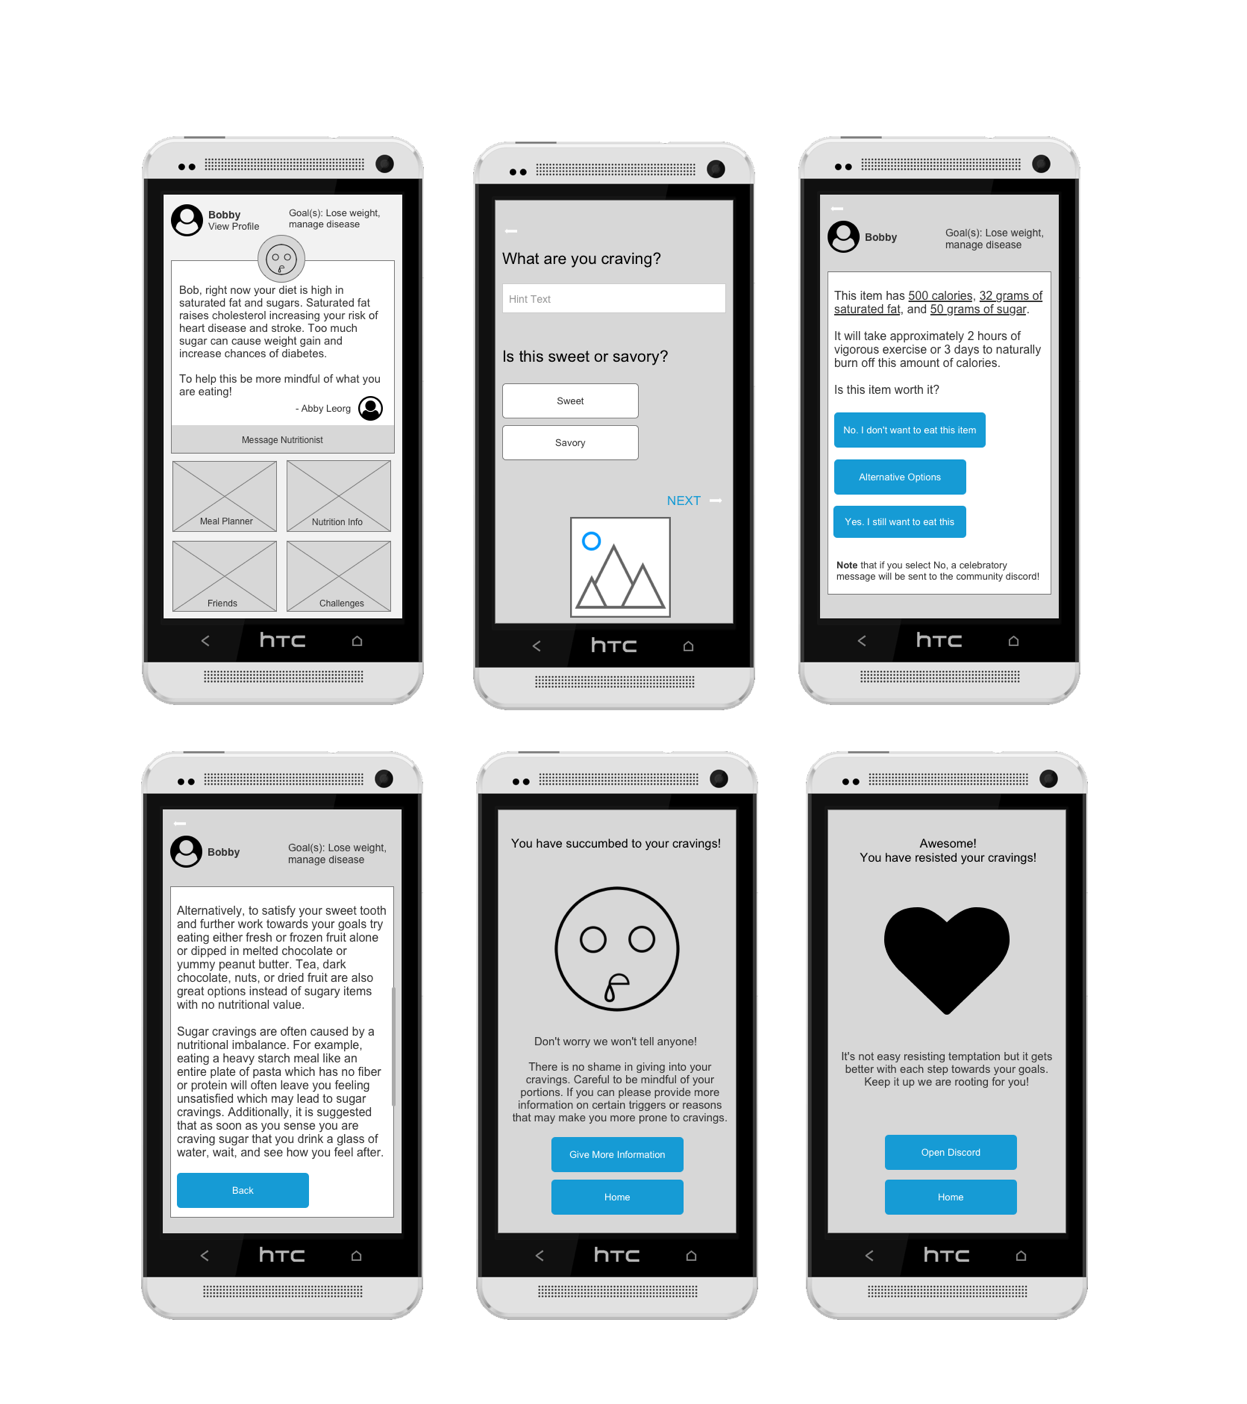 Bobby
View Profile
Goal(s): Lose weight,
manage disease
Bob, right now your diet is high in
saturated fat and sugars. Saturated fat
raises cholesterol increasing your risk of
heart disease and stroke. Too much
sugar can cause weight gain and
increase chances of diabetes.
To help this be more mindful of what you
are eating!
- Abby Leorg
Message Nutritionist
Meal Planner
Nutrition Info
Friends
Challenges
hTC
What are you craving?
Hint Text
Is this sweet or savory?
Sweet
Savory
NEXT
hTC
Bobby
Goal(s): Lose weight,
manage disease
This item has 500 calories, 32 grams of
saturated fat, and 50 grams of sugar.
It will take approximately 2 hours of
vigorous exercise or 3 days to naturally
burn off this amount of calories.
Is this item worth it?
No. I don't want to eat this item
Alternative Options
Yes. I still want to eat this
Note that if you select No, a celebratory
message will be sent to the community discord!
hTC
Bobby
Goal(s): Lose weight,
manage disease
Alternatively, to satisfy your sweet tooth
and further work towards your goals try
eating either fresh or frozen fruit alone
or dipped in melted chocolate or
yummy peanut butter. Tea, dark
chocolate, nuts, or dried fruit are also
great options instead of sugary items
with no nutritional value.
Sugar cravings are often caused by a
nutritional imbalance. For example,
eating a heavy starch meal like an
entire plate of pasta which has no fiber
or protein will often leave you feeling
unsatisfied which may lead to sugar
cravings. Additionally, it is suggested
that as soon as you sense you are
craving sugar that you drink a glass of
water, wait, and see how you feel after.
Back
hTC
You have succumbed to your cravings!
Don't worry we won't tell anyone!
There is no shame in giving into your
cravings. Careful to be mindful of your
portions. If you can please provide more
information on certain triggers or reasons
that may make you more prone to cravings.
Give More Information
Home
hTC
Awesome!
You have resisted your cravings!
It's not easy resisting temptation but it gets
better with each step towards your goals.
Keep it up we are rooting for you!
Open Discord
Home
hTC